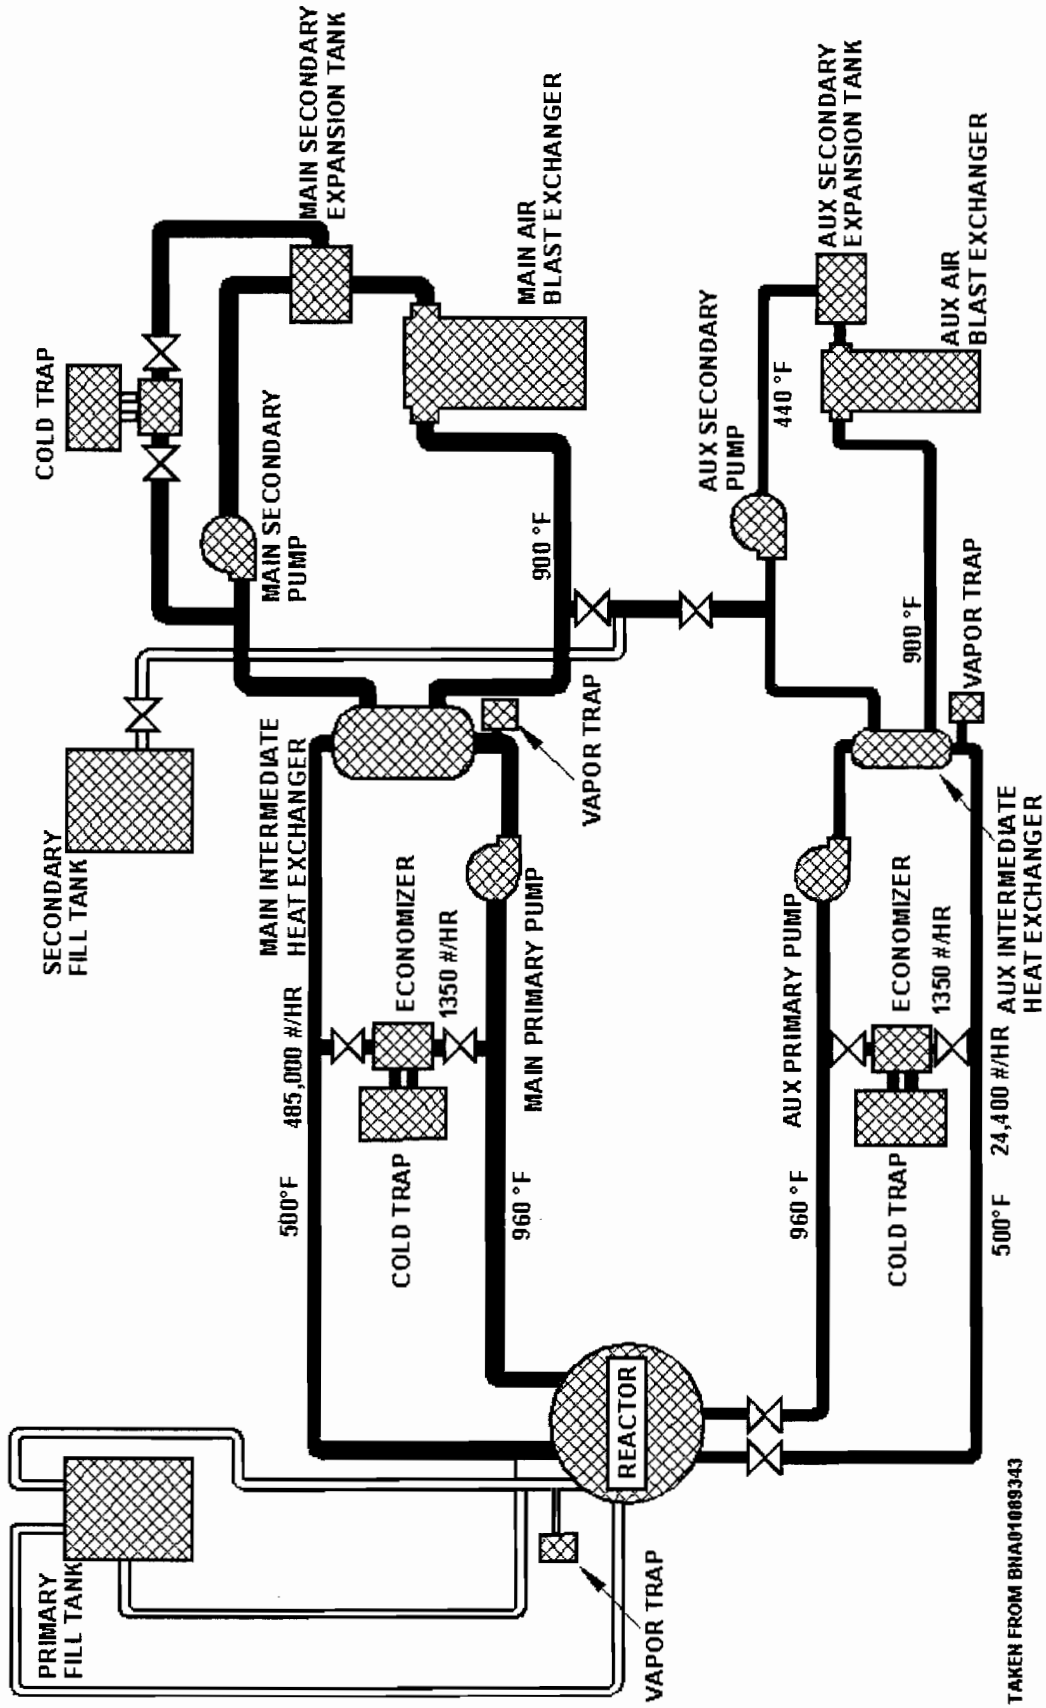 PRIMARY
FILL TANK
VAPOR TRAP
REACTOR
SECONDARY
FILL TANK
COLD TRAP
MAIN SECONDARY
EXPANSION TANK
MAIN SECONDARY
PUMP
MAIN AIR
BLAST EXCHANGER
900 °F
MAIN INTERMEDIATE
HEAT EXCHANGER
VAPOR TRAP
500°F
485,000 #/HR
ECONOMIZER
1350 #/HR
COLD TRAP
960 °F
MAIN PRIMARY PUMP
AUX SECONDARY
PUMP
440 °F
AUX SECONDARY
EXPANSION TANK
AUX AIR
BLAST EXCHANGER
900 °F
VAPOR TRAP
960 °F
AUX PRIMARY PUMP
ECONOMIZER
1350 #/HR
COLD TRAP
500°F
24,400 #/HR
AUX INTERMEDIATE
HEAT EXCHANGER
TAKEN FROM BNA01089343